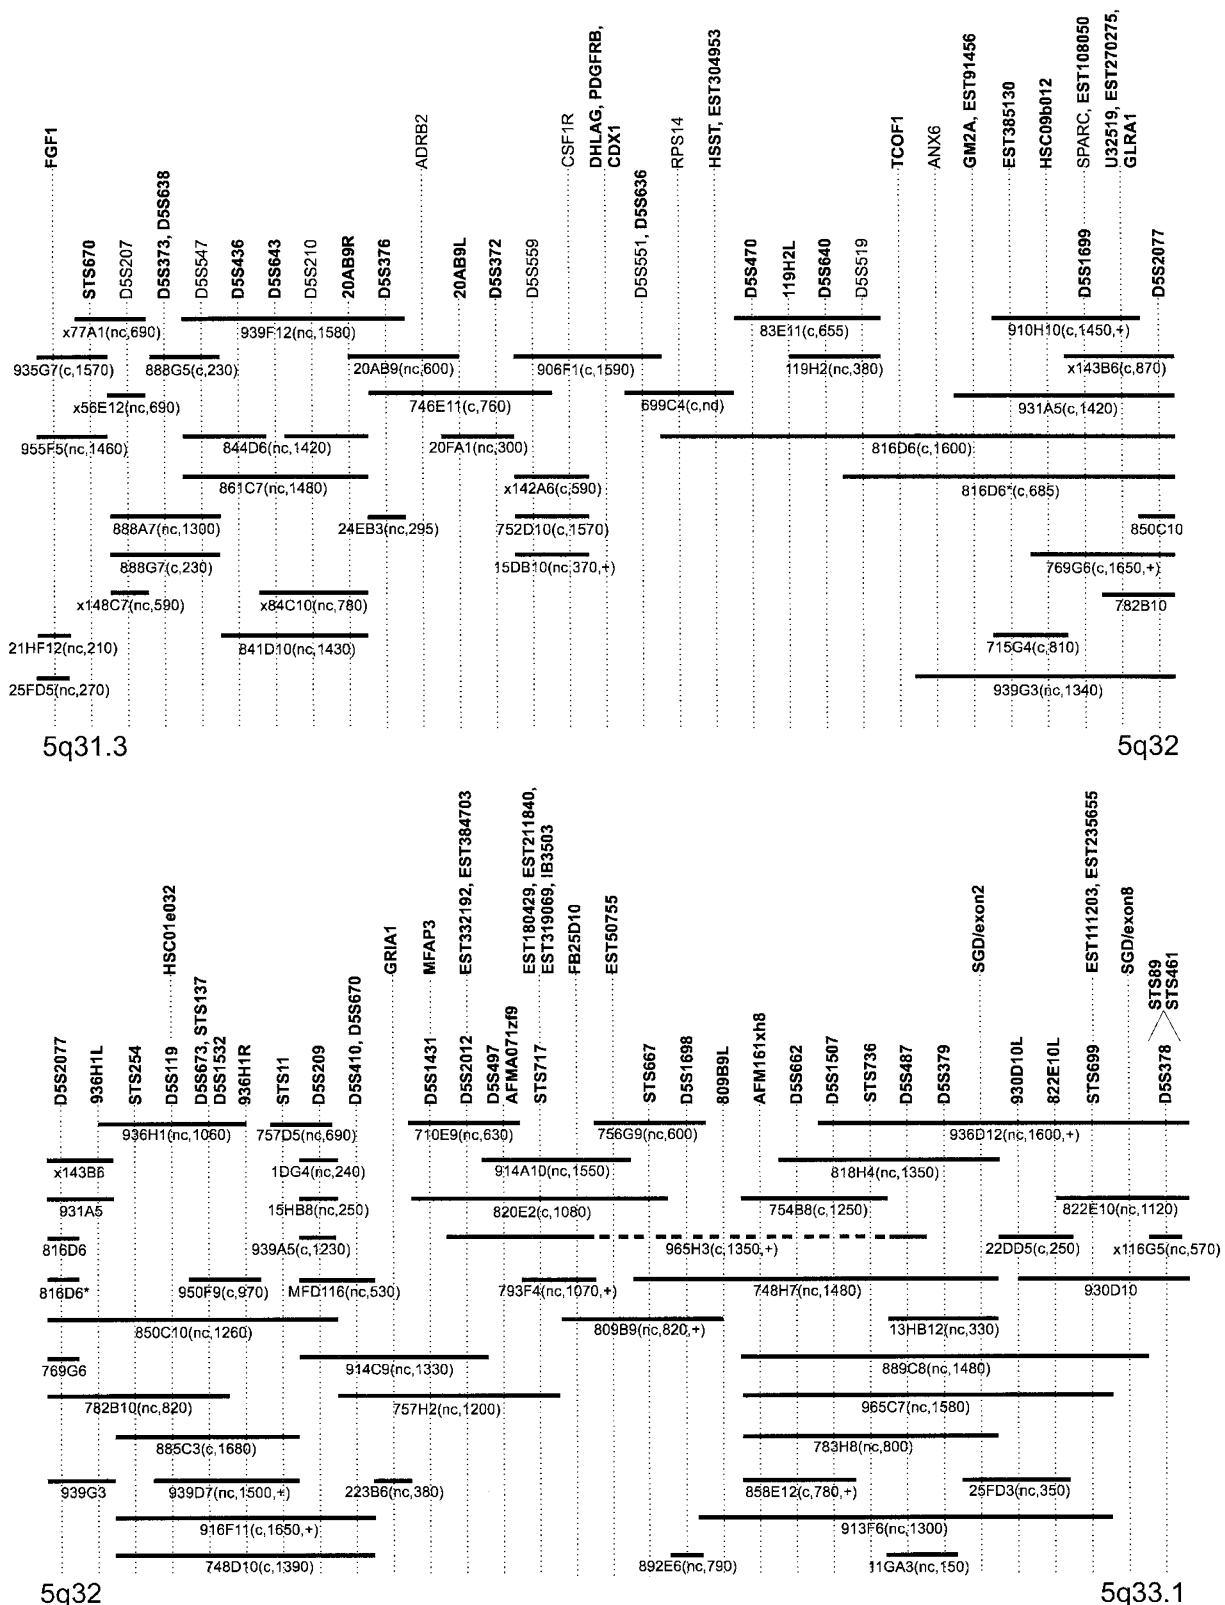 FGF1
STS670
D5S207
D5S373, D5S638
D5S547
D5S436
D5S643
D5S210
20AB9R
D5S376
ADRB2
20AB9L
D5S372
D5S559
CSF1R
DHLAG, PDGFRB,
CDX1
D5S551, D5S636
RPS14
HSST, EST304953
D5S470
119H2L
D5S640
D5S519
TCOF1
ANX6
GM2A, EST91456
EST385130
HSC09b012
SPARC, EST108050
D5S1699
U32519, EST270275,
GLRA1
D5S2077
x77A1(nc,690)
939F12(nc,1580)
83E11(c,655)
910H10(c,1450,+)
935G7(c,1570)
888G5(c,230)
20AB9(nc,600)
906F1(c,1590)
119H2(nc,380)
x143B6(c,870)
x56E12(nc,690)
746E11(c,760)
699C4(c,nd)
931A5(c,1420)
955F5(nc,1460)
844D6(nc,1420)
20FA1(nc,300)
816D6(c,1600)
861C7(nc,1480)
x142A6(c,590)
816D6*(c,685)
888A7(nc,1300)
24EB3(nc,295)
752D10(c,1570)
850C10
888G7(c,230)
15DB10(nc,370,+)
769G6(c,1650,+)
x148C7(nc,590)
x84C10(nc,780)
782B10
21HF12(nc,210)
841D10(nc,1430)
715G4(c,810)
25FD5(nc,270)
939G3(nc,1340)
5q31.3
5q32
D5S2077
936H1L
STS254
HSC01e032
D5S119
D5S673, STS137
D5S1532
936H1R
STS11
D5S209
D5S410, D5S670
GRIA1
MFAP3
D5S1431
EST332192, EST384703
D5S2012
D5S497
AFMA071zf9
EST180429, EST211840,
EST319069, IB3503
STS717
FB25D10
EST50755
STS667
D5S1698
809B9L
AFM161xh8
D5S662
D5S1507
STS736
D5S487
D5S379
SGD/exon2
930D10L
822E10L
EST111203, EST235655
STS699
SGD/exon8
STS89
STS461
D5S378
936H1(nc,1060)
757D5(nc,690)
710E9(nc,630)
756G9(nc,600)
936D12(nc,1600,+)
x143B6
1DG4(nc,240)
914A10(nc,1550)
818H4(nc,1350)
931A5
15HB8(nc,250)
820E2(c,1080)
754B8(c,1250)
822E10(nc,1120)
816D6
939A5(c,1230)
965H3(c,1350,+)
22DD5(c,250)
x116G5(nc,570)
816D6*
950F9(c,970)
MFD116(nc,530)
793F4(nc,1070,+)
748H7(nc,1480)
930D10
850C10(nc,1260)
809B9(nc,820,+)
13HB12(nc,330)
769G6
914C9(nc,1330)
889C8(nc,1480)
782B10(nc,820)
757H2(nc,1200)
965C7(nc,1580)
885C3(c,1680)
783H8(nc,800)
939G3
939D7(nc,1500,+)
223B6(nc,380)
858E12(c,780,+)
25FD3(nc,350)
916F11(c,1650,+)
913F6(nc,1300)
748D10(c,1390)
892E6(nc,790)
11GA3(nc,150)
5q32
5q33.1